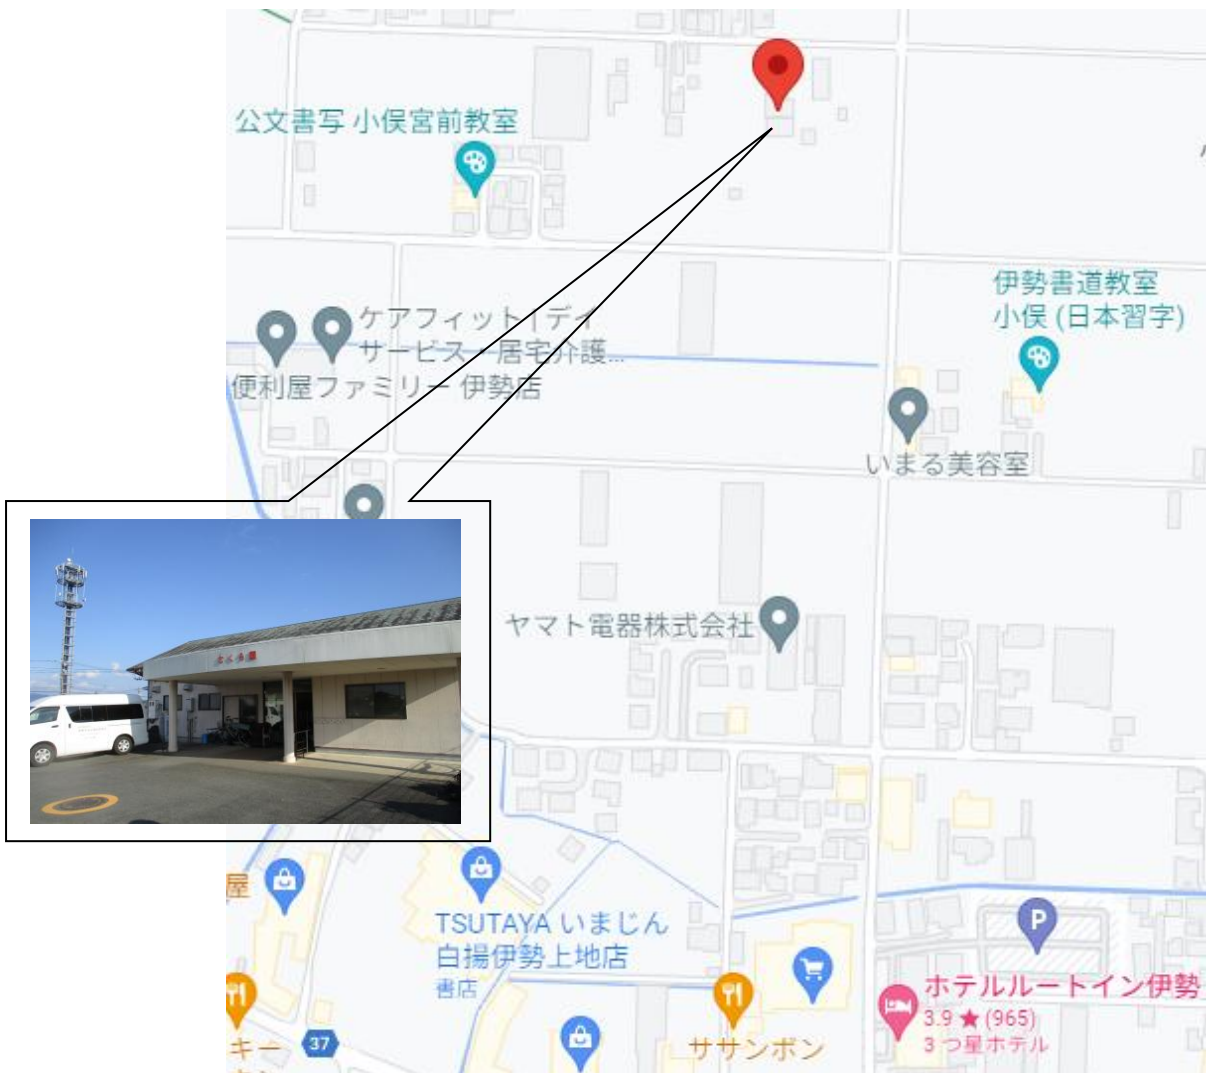 公文書写 小俣宮前教室
伊勢書道教室
小俣 (日本習字)
ケアフィット | デイ
サービス・居宅介護...
便利屋ファミリー 伊勢店
いまる美容室
ヤマト電器株式会社
屋
TSUTAYA いまじん
白揚伊勢上地店
書店
P
ホテルルートイン伊勢
3.9 ★ (965)
3 つ星ホテル
キー
37
ササンボン